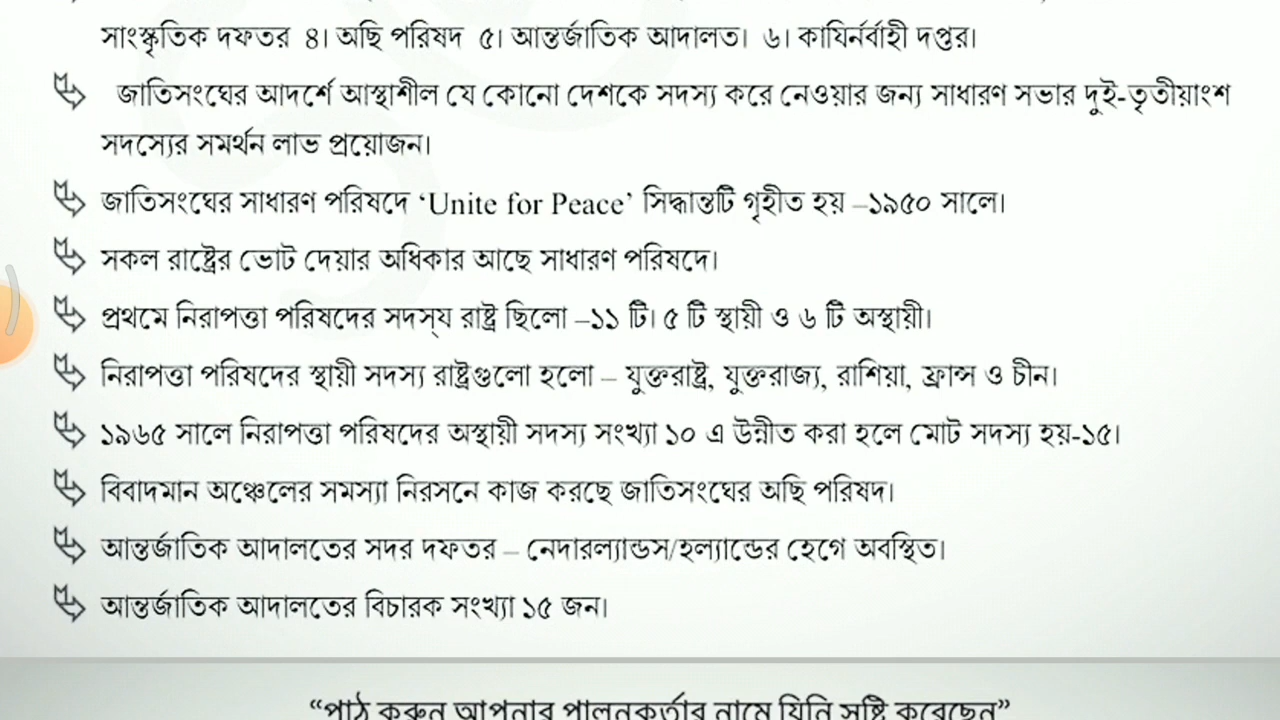 সাংস্কৃতিক দফতর ৪। অছি পরিষদ ৫। আন্তর্জাতিক আদালত। ৬। কাযির্নর্বাহী দপ্তর।
জাতিসংঘের আদর্শে আস্থাশীল যে কোনো দেশকে সদস্য করে নেওয়ার জন্য সাধারণ সভার দুই-তৃতীয়াংশ
সদস্যের সমর্থন লাভ প্রয়োজন।
জাতিসংঘের সাধারণ পরিষদে ‘Unite for Peace’ সিদ্ধান্তটি গৃহীত হয় –১৯৫০ সালে।
সকল রাষ্ট্রের ভোট দেয়ার অধিকার আছে সাধারণ পরিষদে।
প্রথমে নিরাপত্তা পরিষদের সদস্‌য রাষ্ট্র ছিলো –১১ টি। ৫ টি স্থায়ী ও ৬ টি অস্থায়ী।
নিরাপত্তা পরিষদের স্থায়ী সদস্য রাষ্ট্রগুলো হলো – যুক্তরাষ্ট্র, যুক্তরাজ্য, রাশিয়া, ফ্রান্স ও চীন।
১৯৬৫ সালে নিরাপত্তা পরিষদের অস্থায়ী সদস্য সংখ্যা ১০ এ উন্নীত করা হলে মোট সদস্য হয়-১৫।
বিবাদমান অঞ্চেলের সমস্যা নিরসনে কাজ করছে জাতিসংঘের অছি পরিষদ।
আন্তর্জাতিক আদালতের সদর দফতর – নেদারল্যান্ডস/হল্যান্ডের হেগে অবস্থিত।
আন্তর্জাতিক আদালতের বিচারক সংখ্যা ১৫ জন।
“পাঠ করুন আপনার পালনকর্তার নামে যিনি সৃষ্টি করেছেন”